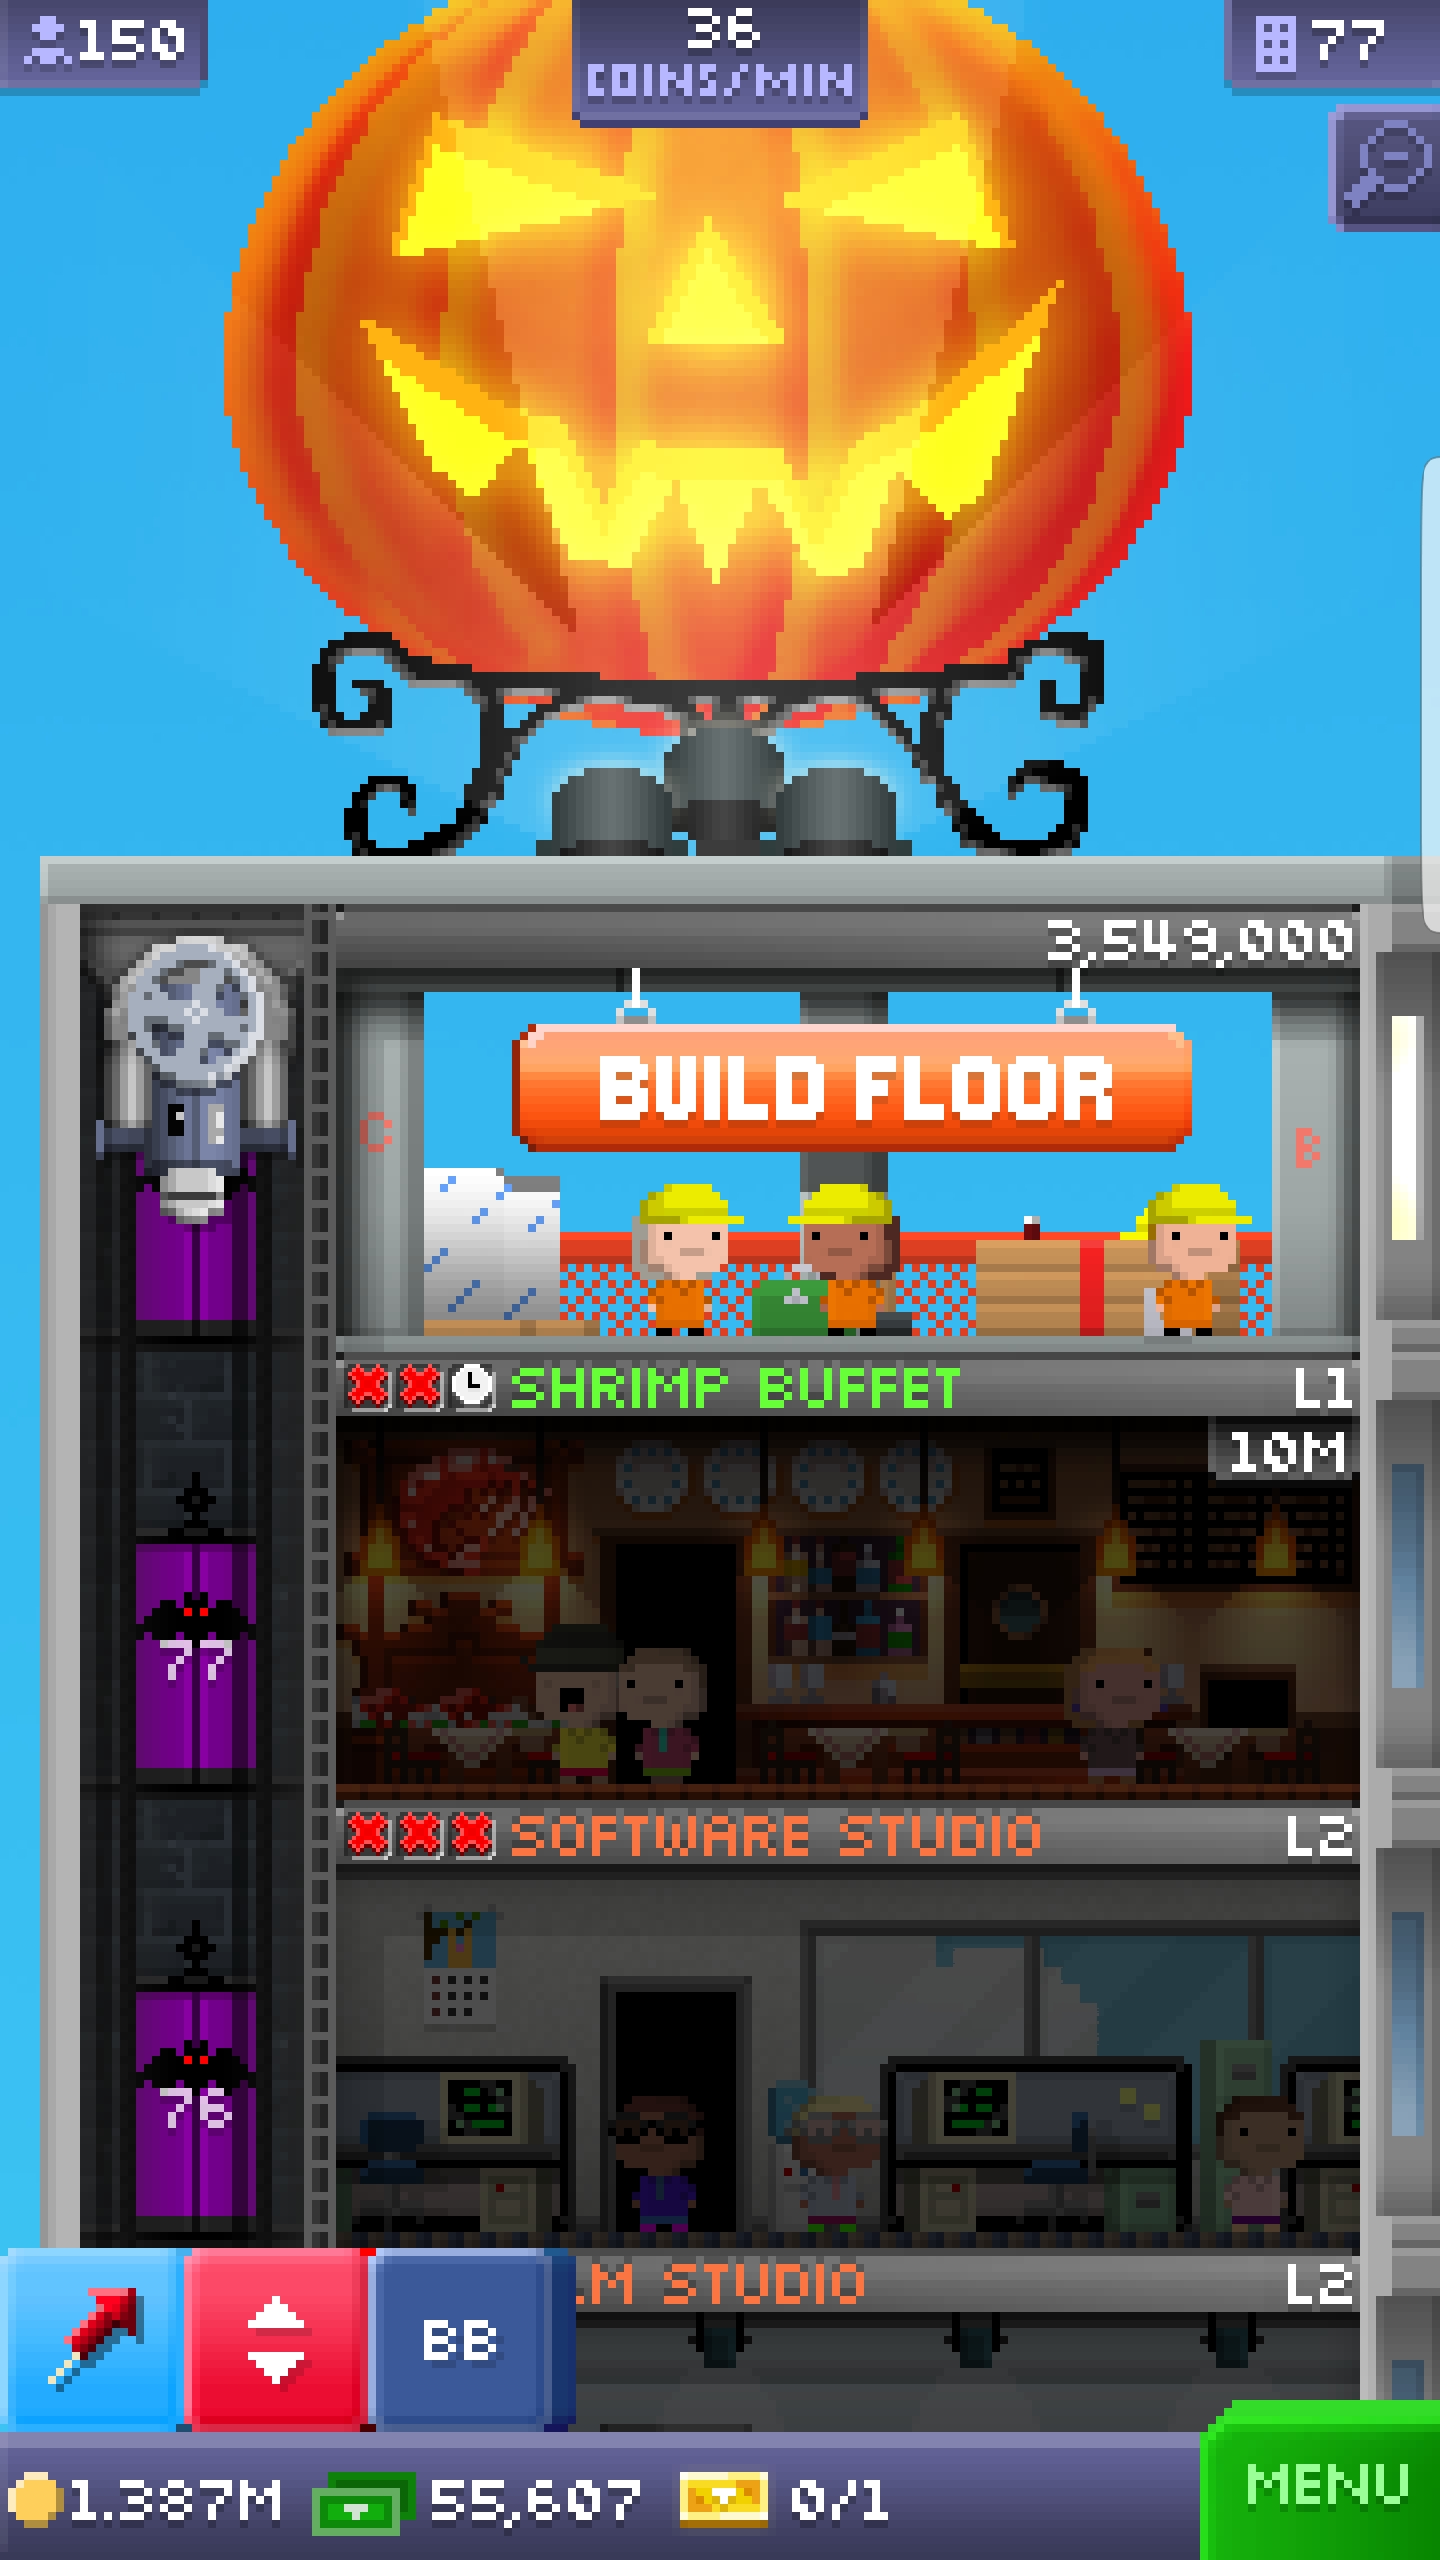 150
36
COINS/MIN
77
3,549,000
BUILD FLOOR
C
B
SHRIMP BUFFET
L1
10M
77
SOFTWARE STUDIO
L2
76
LM STUDIO
L2
BB
1.387M
55,607
0/1
MENU